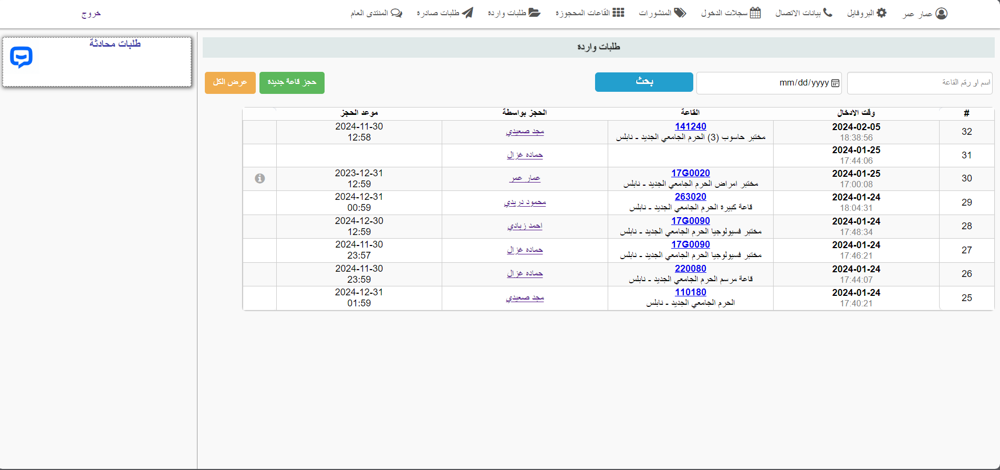 عمار عمر
البروفايل
بيانات الاتصال
سجلات الدخول
المنشورات
القاعات المحجوزة
طلبات واردة
طلبات صادرة
المنتدى العام
خروج
طلبات واردة
طلبات محادثة
اسم او رقم القاعة
mm/dd/yyyy
بحث
حجز قاعة جديدة
عرض الكل
# وقت الادخال القاعة الحجز بواسطة موعد الحجز
32 2024-02-05 141240 مجد صعيدي 2024-11-30
18:38:56 مختبر حاسوب (3) الحرم الجامعي الجديد - نابلس 12:58
31 2024-01-25 حماده غزال
17:44:06
30 2024-01-25 17G0020 عمار عمر 2023-12-31
17:00:08 مختبر امراض الحرم الجامعي الجديد - نابلس 12:59
29 2024-01-24 263020 محمود دريدي 2024-12-31
18:04:31 قاعة كبيرة الحرم الجامعي الجديد - نابلس 00:59
28 2024-01-24 17G0090 احمد زبادي 2024-12-30
17:48:34 مختبر فسيولوجيا الحرم الجامعي الجديد - نابلس 12:59
27 2024-01-24 17G0090 حماده غزال 2024-11-30
17:46:21 مختبر فسيولوجيا الحرم الجامعي الجديد - نابلس 23:57
26 2024-01-24 220080 حماده غزال 2024-11-30
17:44:07 قاعة مرسم الحرم الجامعي الجديد - نابلس 23:59
25 2024-01-24 110180 مجد صعيدي 2024-12-31
17:40:21 الحرم الجامعي الجديد - نابلس 01:59